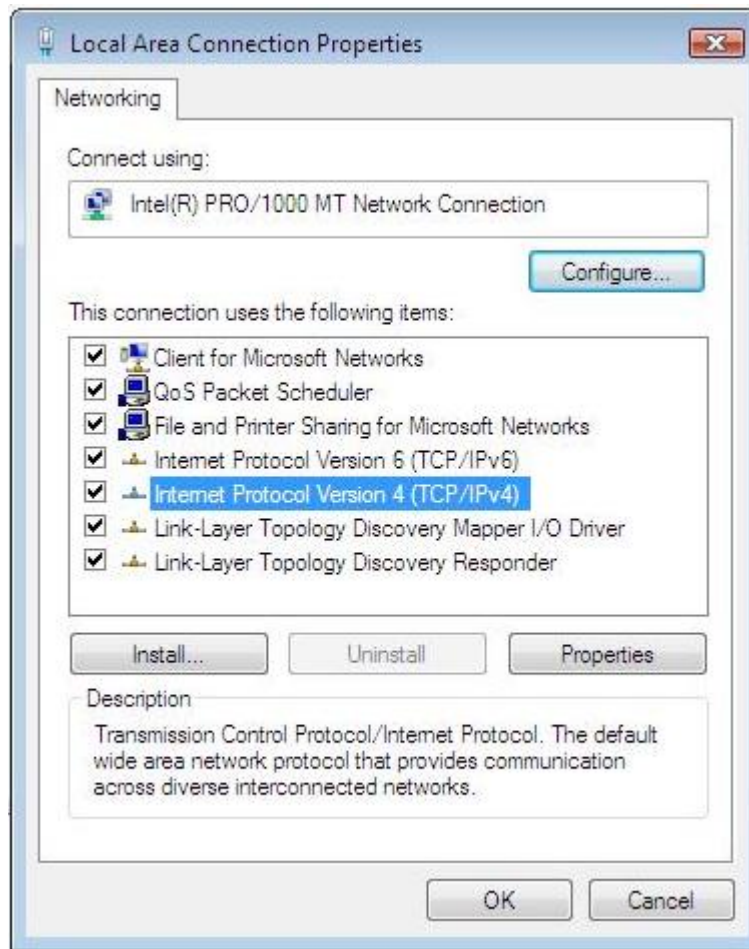 Local Area Connection Properties
Networking
Connect using:
Intel(R) PRO/1000 MT Network Connection
Configure...
This connection uses the following items:
Client for Microsoft Networks
QoS Packet Scheduler
File and Printer Sharing for Microsoft Networks
Internet Protocol Version 6 (TCP/IPv6)
Internet Protocol Version 4 (TCP/IPv4)
Link-Layer Topology Discovery Mapper I/O Driver
Link-Layer Topology Discovery Responder
Install... Uninstall Properties
Description
Transmission Control Protocol/Internet Protocol. The default
wide area network protocol that provides communication
across diverse interconnected networks.
OK Cancel